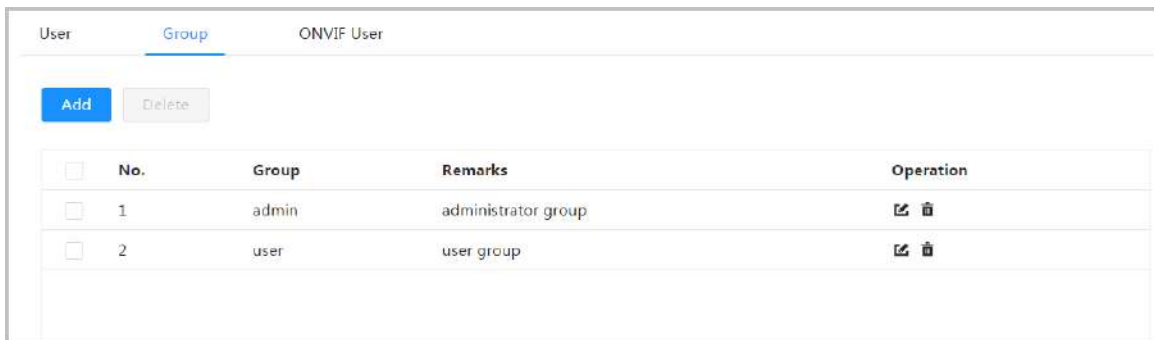 User Group ONVIF User
Add Delete
No. Group Remarks Operation
1 admin administrator group
2 user user group